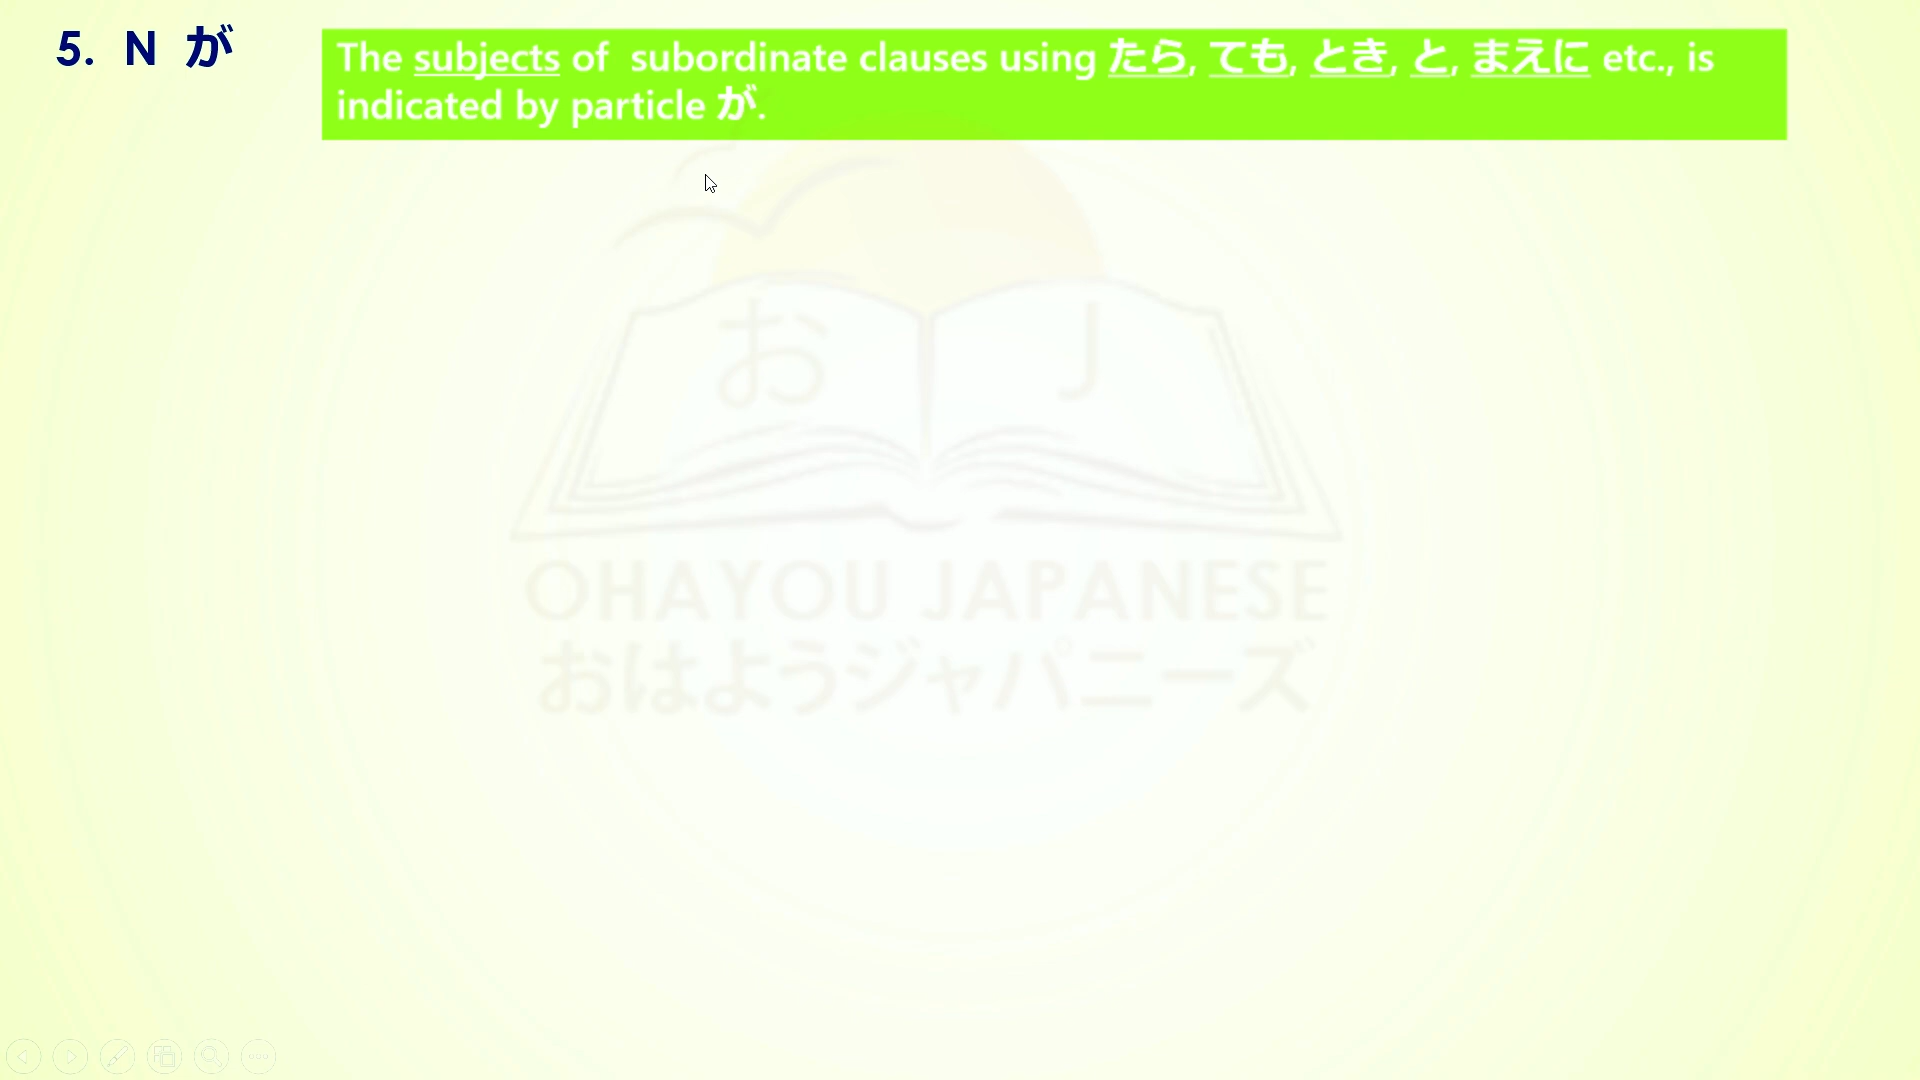 5. N が
The subjects of subordinate clauses using たら, ても, とき, と, まえに etc., is
indicated by particle が.
お J
OHAYOU JAPANESE
おはようジャパニーズ